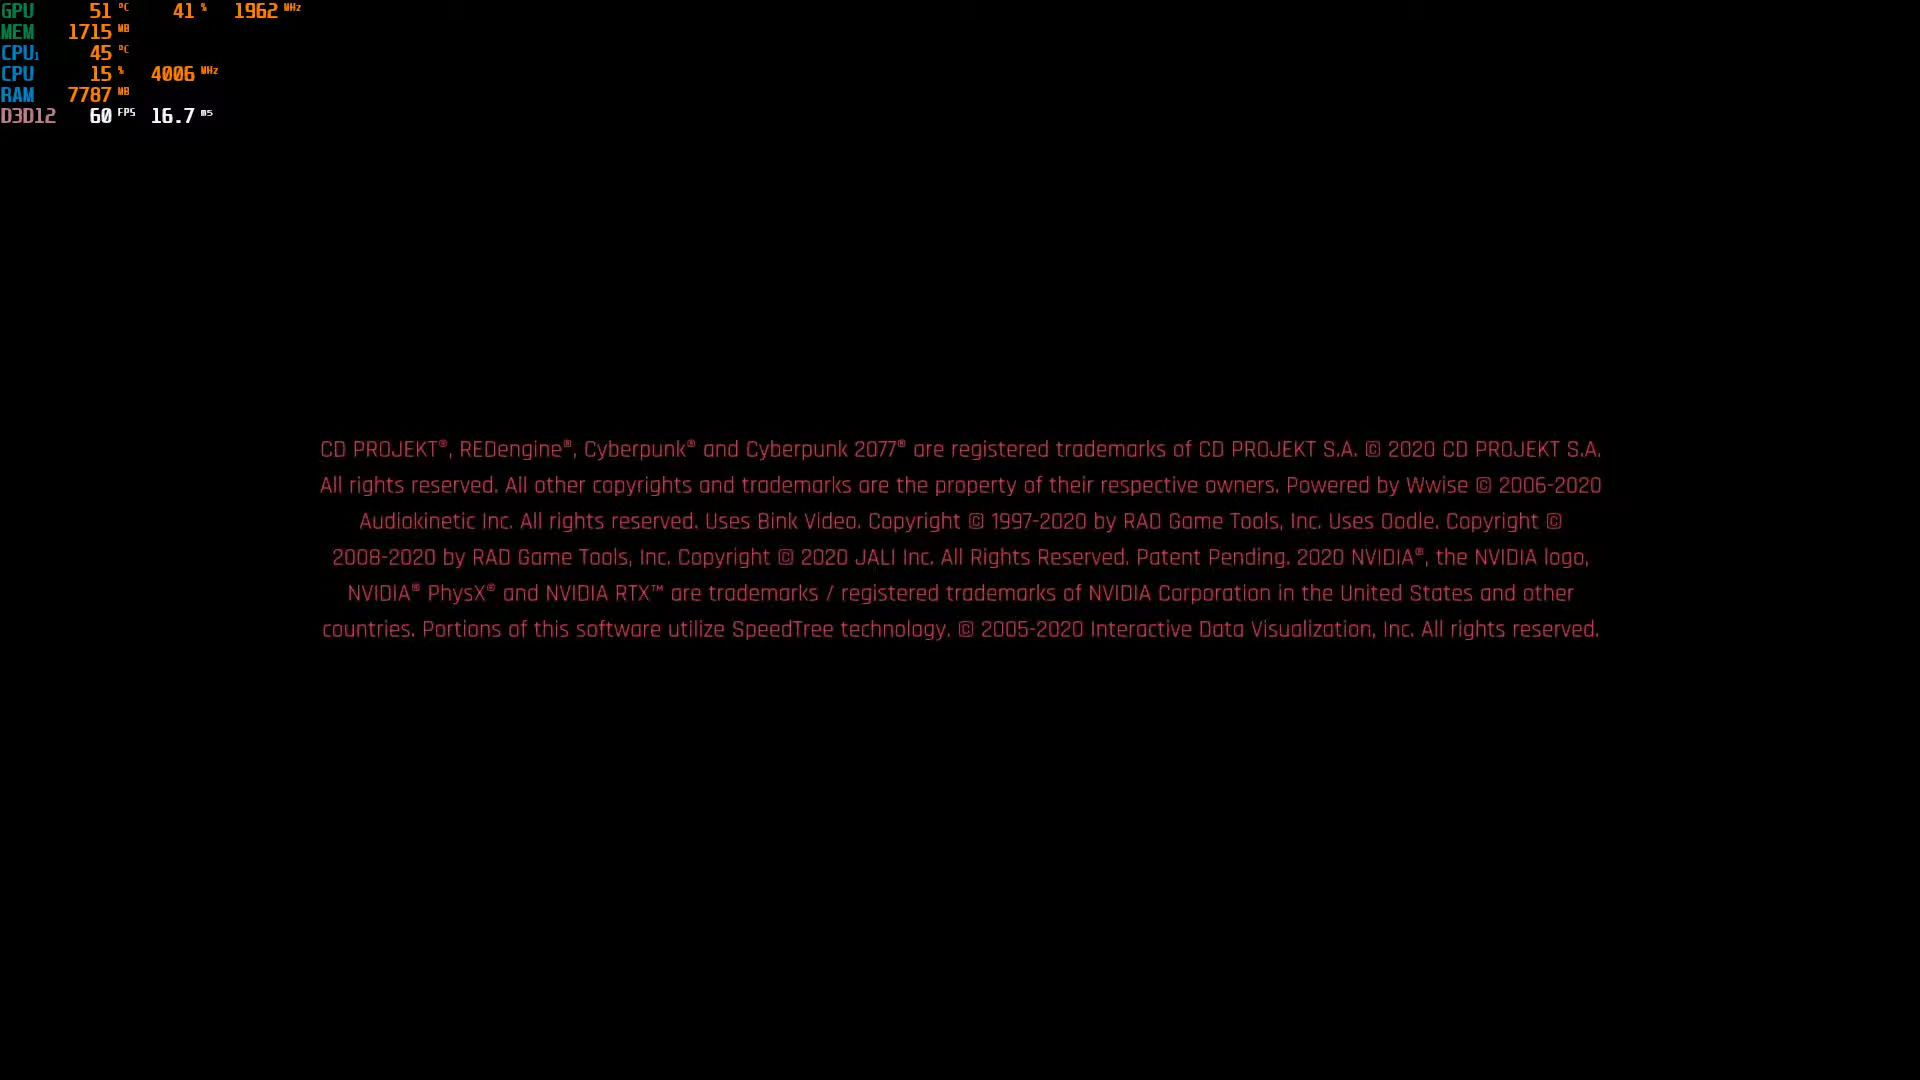 GPU 51 °C 41 % 1962 MHz
MEM 1715 MB
CPU1 45 °C
CPU 15 % 4006 MHz
RAM 7787 MB
D3D12 60 FPS 16.7 ms
CD PROJEKT®, REDengine®, Cyberpunk® and Cyberpunk 2077® are registered trademarks of CD PROJEKT S.A. © 2020 CD PROJEKT S.A.
All rights reserved. All other copyrights and trademarks are the property of their respective owners. Powered by Wwise © 2006-2020
Audiokinetic Inc. All rights reserved. Uses Bink Video. Copyright © 1997-2020 by RAD Game Tools, Inc. Uses Oodle. Copyright ©
2008-2020 by RAD Game Tools, Inc. Copyright © 2020 JALI Inc. All Rights Reserved. Patent Pending. 2020 NVIDIA®, the NVIDIA logo,
NVIDIA® PhysX® and NVIDIA RTX™ are trademarks / registered trademarks of NVIDIA Corporation in the United States and other
countries. Portions of this software utilize SpeedTree technology. © 2005-2020 Interactive Data Visualization, Inc. All rights reserved.